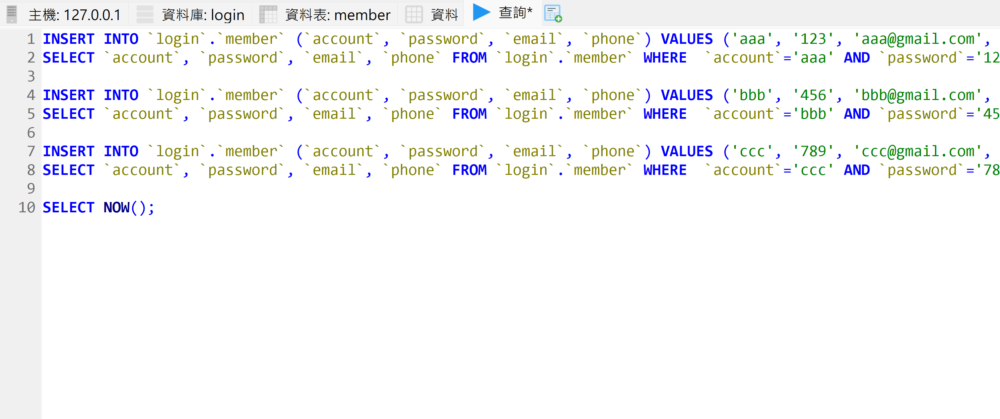 主機: 127.0.0.1 資料庫: login 資料表: member 資料 查詢*
1 INSERT INTO `login`.`member` (`account`, `password`, `email`, `phone`) VALUES ('aaa', '123', 'aaa@gmail.com',
2 SELECT `account`, `password`, `email`, `phone` FROM `login`.`member` WHERE  `account`='aaa' AND `password`='12
3
4 INSERT INTO `login`.`member` (`account`, `password`, `email`, `phone`) VALUES ('bbb', '456', 'bbb@gmail.com',
5 SELECT `account`, `password`, `email`, `phone` FROM `login`.`member` WHERE  `account`='bbb' AND `password`='45
6
7 INSERT INTO `login`.`member` (`account`, `password`, `email`, `phone`) VALUES ('ccc', '789', 'ccc@gmail.com',
8 SELECT `account`, `password`, `email`, `phone` FROM `login`.`member` WHERE  `account`='ccc' AND `password`='78
9
10 SELECT NOW();